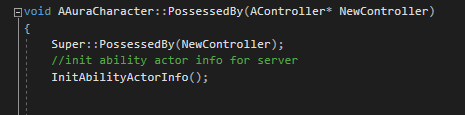 void AAuraCharacter::PossessedBy(AController* NewController)
{
Super::PossessedBy(NewController);
//init ability actor info for server
InitAbilityActorInfo();